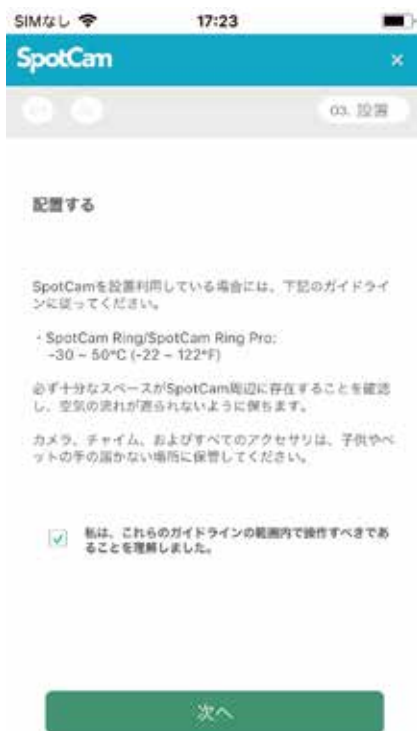 SIMなし 17:23
SpotCam ×
03. 設置
配置する
SpotCamを設置利用している場合には、下記のガイドライ
ンに従ってください。
・SpotCam Ring/SpotCam Ring Pro:
-30 ~ 50°C (-22 ~ 122°F)
必ず十分なスペースがSpotCam周辺に存在することを確認
し、空気の流れが遮られないように保ちます。
カメラ、チャイム、およびすべてのアクセサリは、子供やペ
ットの手の届かない場所に保管してください。
私は、これらのガイドラインの範囲内で操作すべきであ
ることを理解しました。
次へ